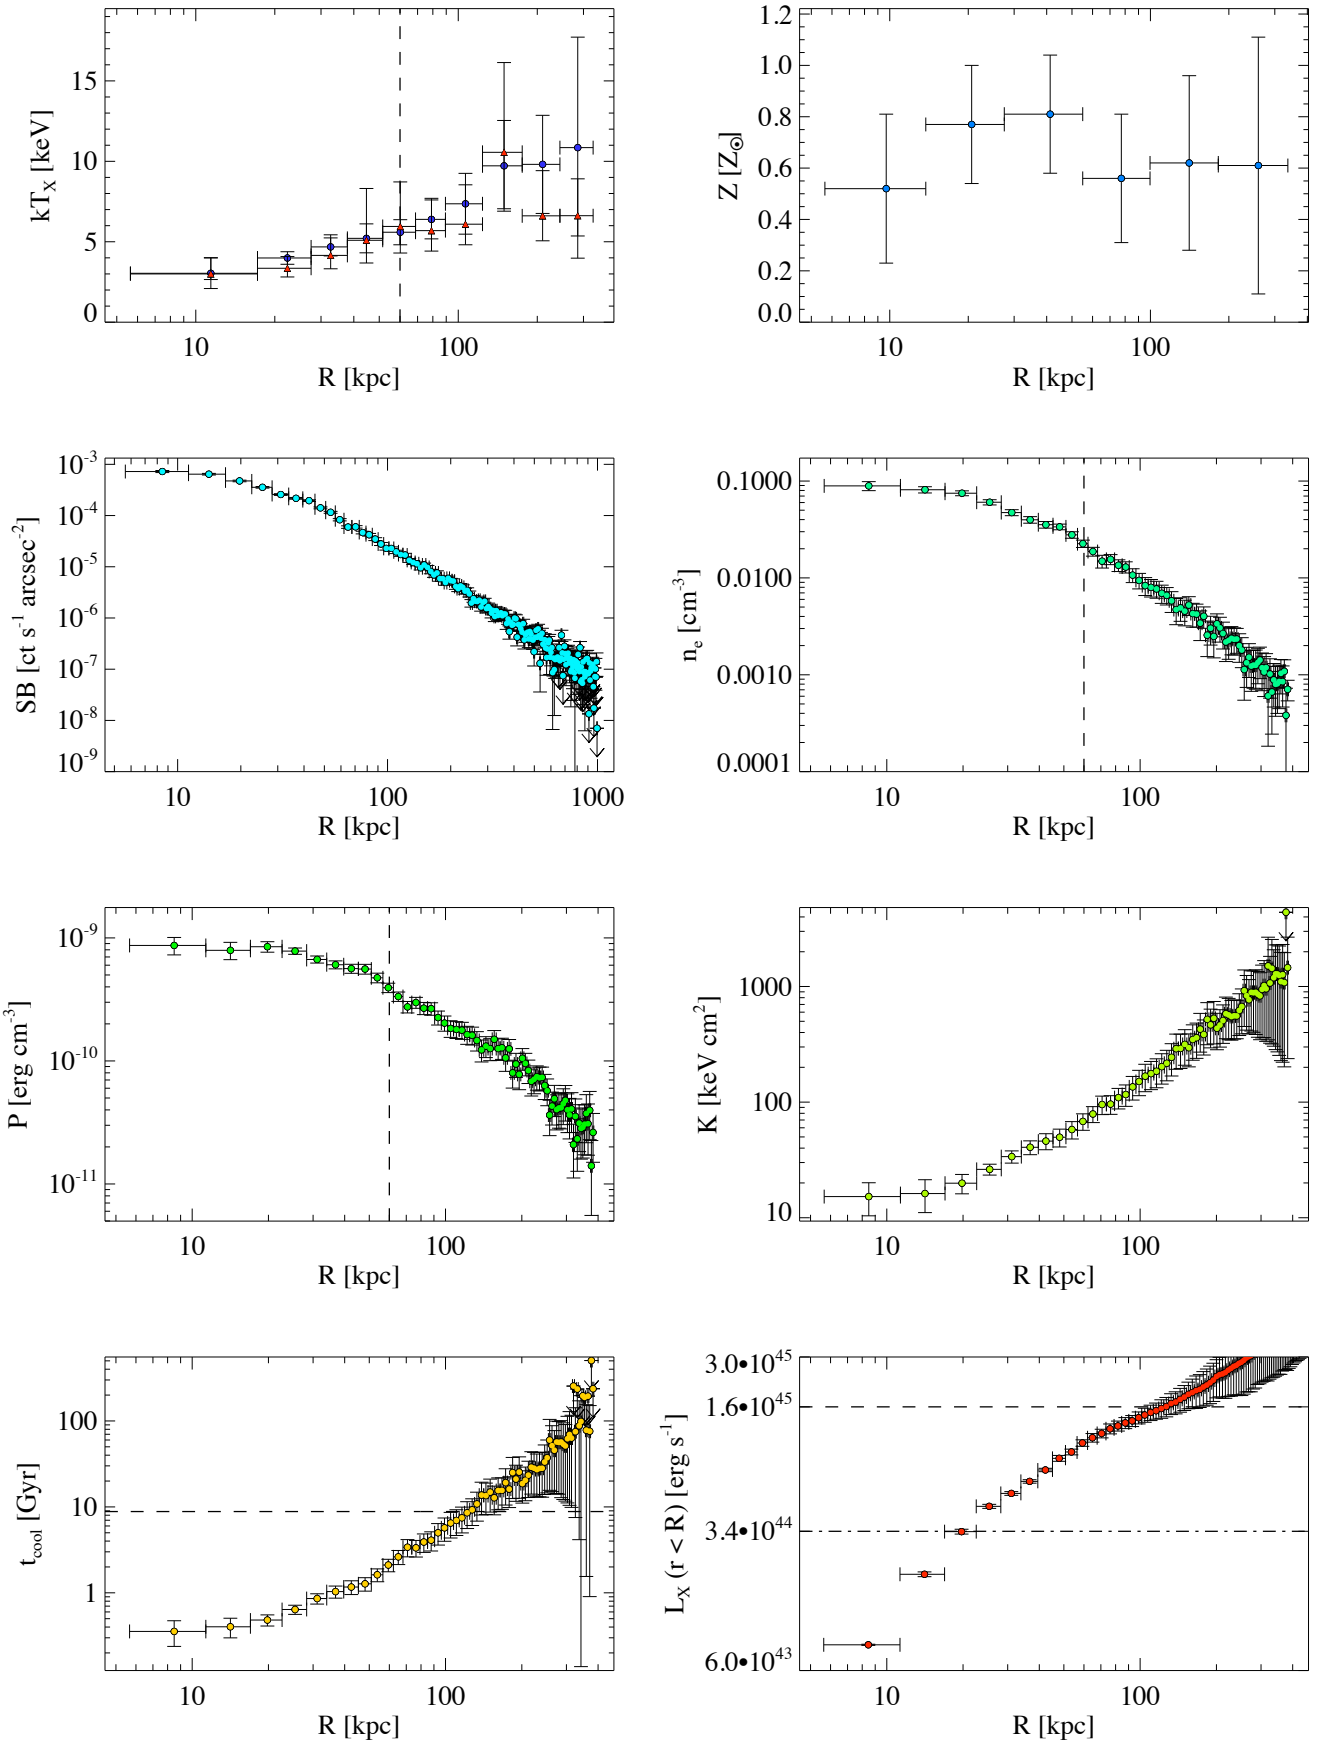 15
10
5
0
kT_X [keV]
10 100
R [kpc]
1.2
1.0
0.8
0.6
0.4
0.2
0.0
Z [Z_⊙]
10 100
R [kpc]
10^-3
10^-4
10^-5
10^-6
10^-7
10^-8
10^-9
SB [ct s^-1 arcsec^-2]
10 100 1000
R [kpc]
0.1000
0.0100
0.0010
0.0001
n_e [cm^-3]
10 100
R [kpc]
10^-9
10^-10
10^-11
P [erg cm^-3]
10 100
R [kpc]
1000
100
10
K [keV cm^2]
10 100
R [kpc]
100
10
1
t_cool [Gyr]
10 100
R [kpc]
3.0•10^45
1.6•10^45
3.4•10^44
6.0•10^43
L_X (r < R) [erg s^-1]
10 100
R [kpc]